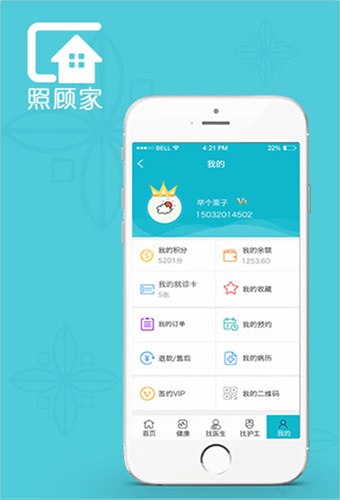 照顾家
BELL 4:21 PM 22%
我的
举个栗子 V1
15032014502
我的积分 我的余额
5201分 1253.60
我的就诊卡 我的收藏
5张
我的订单 我的预约
退款/售后 我的病历
签约VIP 我的二维码
首页 健康 找医生 找护工 我的